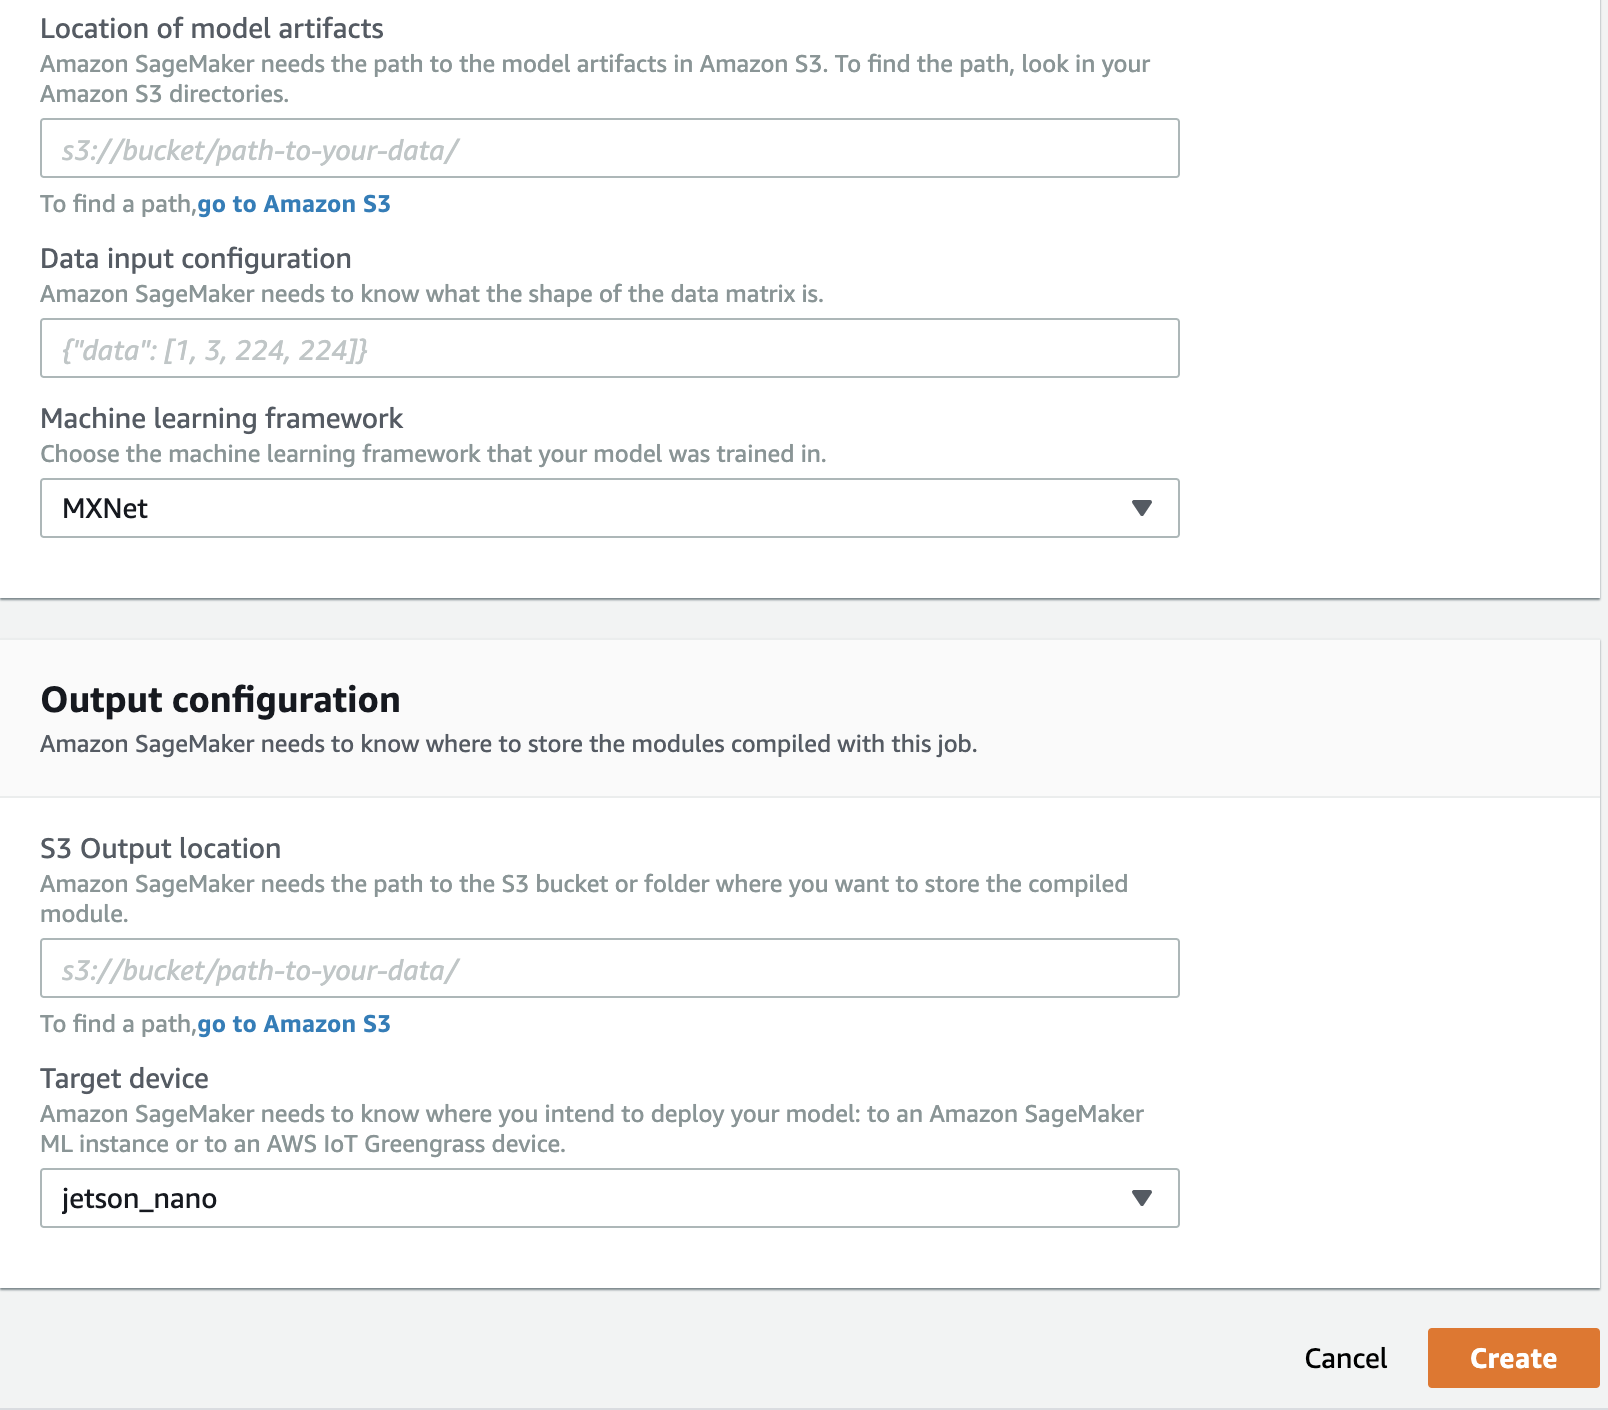 Location of model artifacts
Amazon SageMaker needs the path to the model artifacts in Amazon S3. To find the path, look in your
Amazon S3 directories.
s3://bucket/path-to-your-data/
To find a path,go to Amazon S3
Data input configuration
Amazon SageMaker needs to know what the shape of the data matrix is.
{"data": [1, 3, 224, 224]}
Machine learning framework
Choose the machine learning framework that your model was trained in.
MXNet
Output configuration
Amazon SageMaker needs to know where to store the modules compiled with this job.
S3 Output location
Amazon SageMaker needs the path to the S3 bucket or folder where you want to store the compiled
module.
s3://bucket/path-to-your-data/
To find a path,go to Amazon S3
Target device
Amazon SageMaker needs to know where you intend to deploy your model: to an Amazon SageMaker
ML instance or to an AWS IoT Greengrass device.
jetson_nano
Cancel
Create